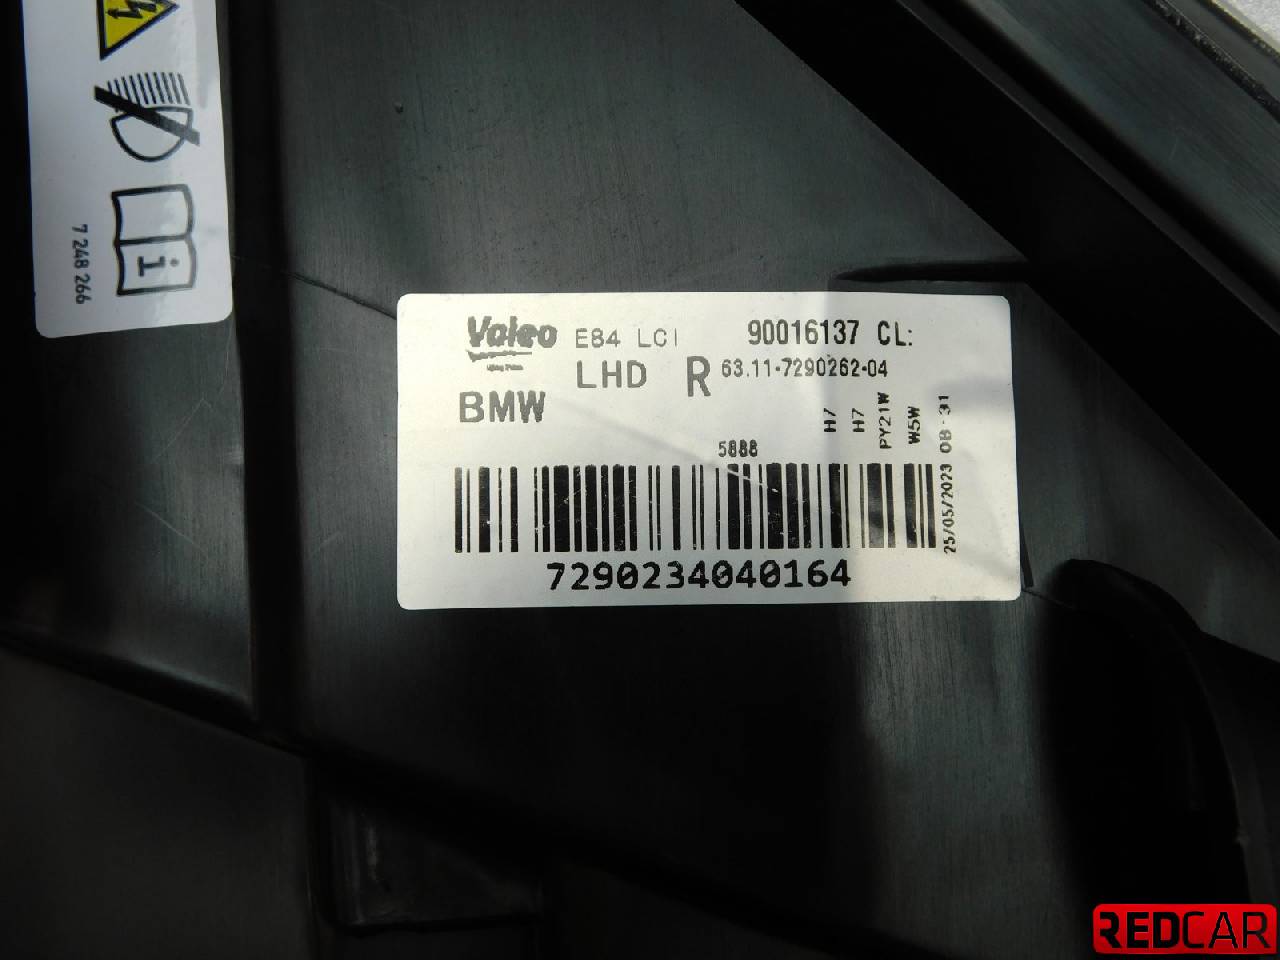 7 248 266
Valeo E84 LCI 90016137 CL:
LHD R 63.11-7290262-04
BMW
H7
H7
PY21W
W5W
25/05/2023 08-31
5888
7290234040164
REDCAR